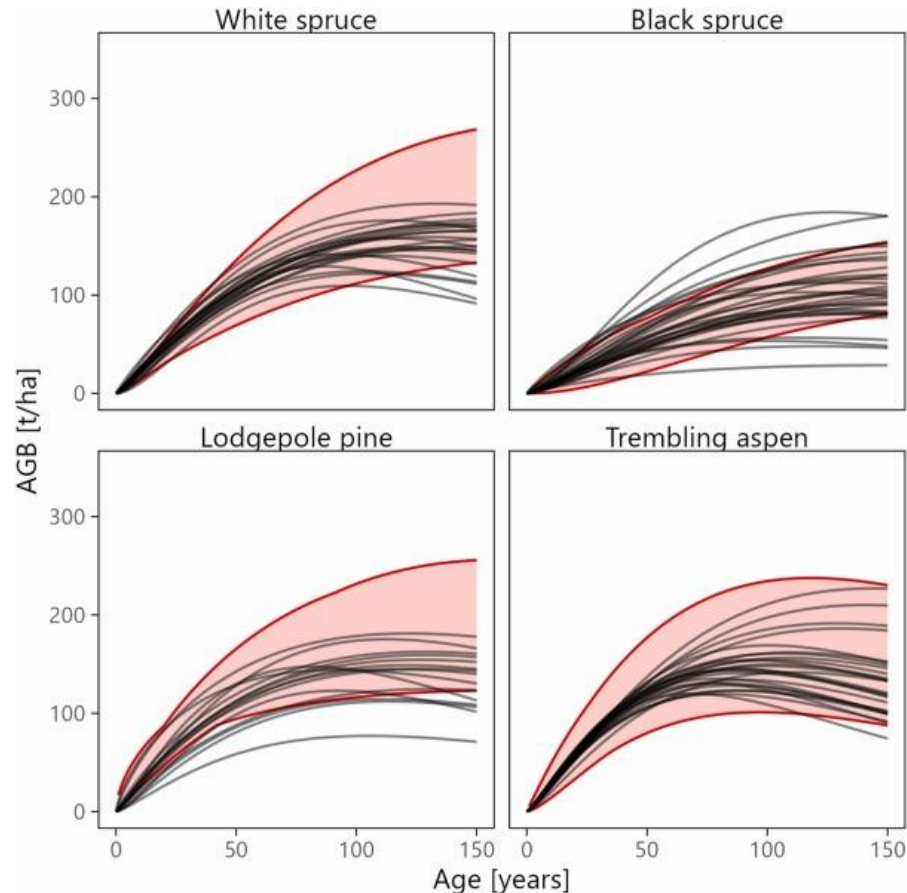 White spruce
Black spruce
300
200
100
0
Lodgepole pine
Trembling aspen
300
200
100
0
AGB [t/ha]
0 50 100 150
0 50 100 150
Age [years]